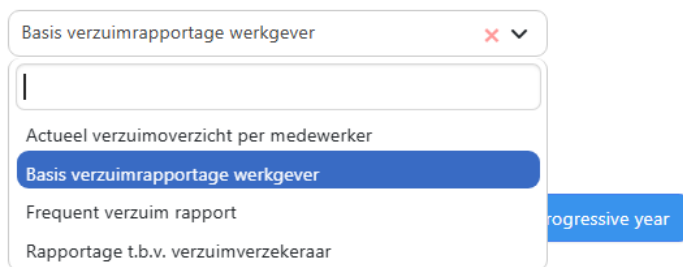 Basis verzuimrapportage werkgever
Actueel verzuimoverzicht per medewerker
Basis verzuimrapportage werkgever
Frequent verzuim rapport
rogressive year
Rapportage t.b.v. verzuimverzekeraar